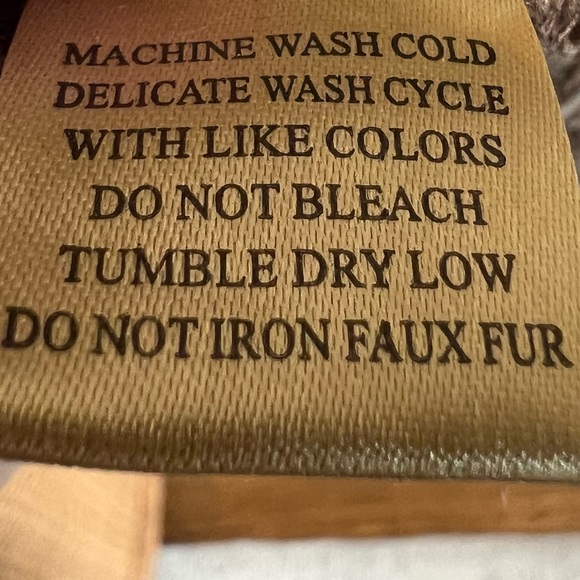 MACHINE WASH COLD
DELICATE WASH CYCLE
WITH LIKE COLORS
DO NOT BLEACH
TUMBLE DRY LOW
DO NOT IRON FAUX FUR